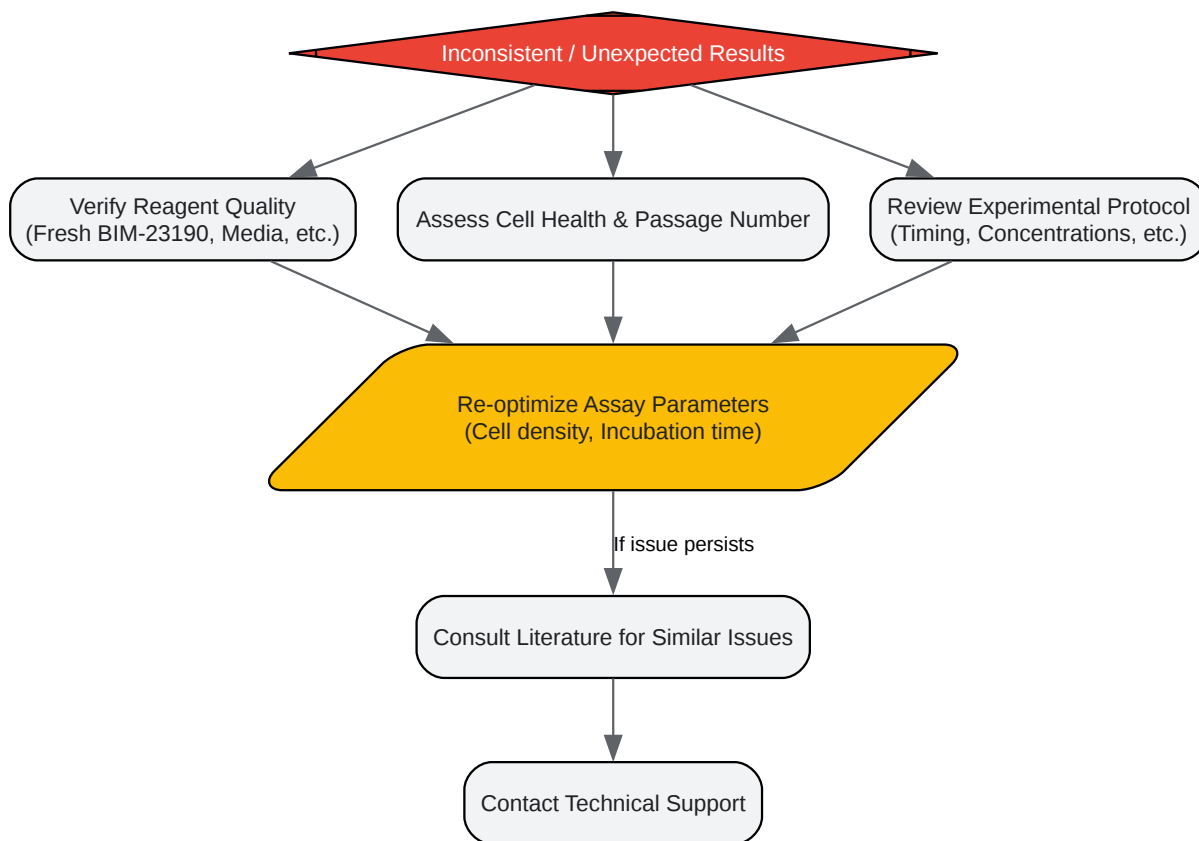 Inconsistent / Unexpected Results
Verify Reagent Quality
(Fresh BIM-23190, Media, etc.)
Assess Cell Health & Passage Number
Review Experimental Protocol
(Timing, Concentrations, etc.)
Re-optimize Assay Parameters
(Cell density, Incubation time)
If issue persists
Consult Literature for Similar Issues
Contact Technical Support